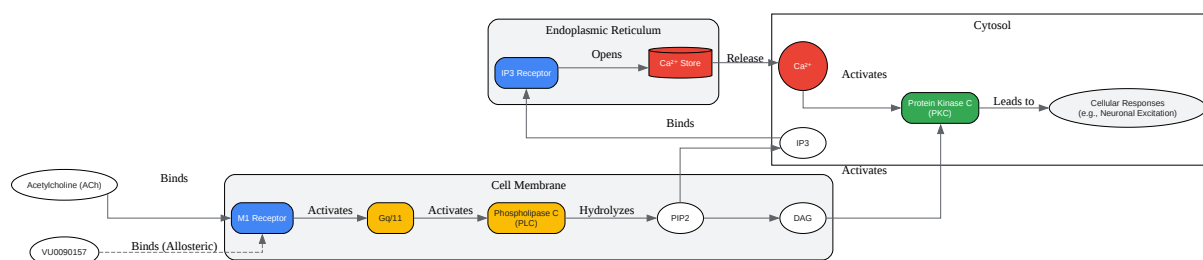 Cytosol
Endoplasmic Reticulum
Opens
IP3 Receptor
Ca²⁺ Store
Release
Ca²⁺
Activates
Protein Kinase C
(PKC)
Leads to
Cellular Responses
(e.g., Neuronal Excitation)
Binds
IP3
Activates
Binds
Cell Membrane
Acetylcholine (ACh)
M1 Receptor
Activates
Gq/11
Activates
Phospholipase C
(PLC)
Hydrolyzes
PIP2
DAG
VU0090157
Binds (Allosteric)